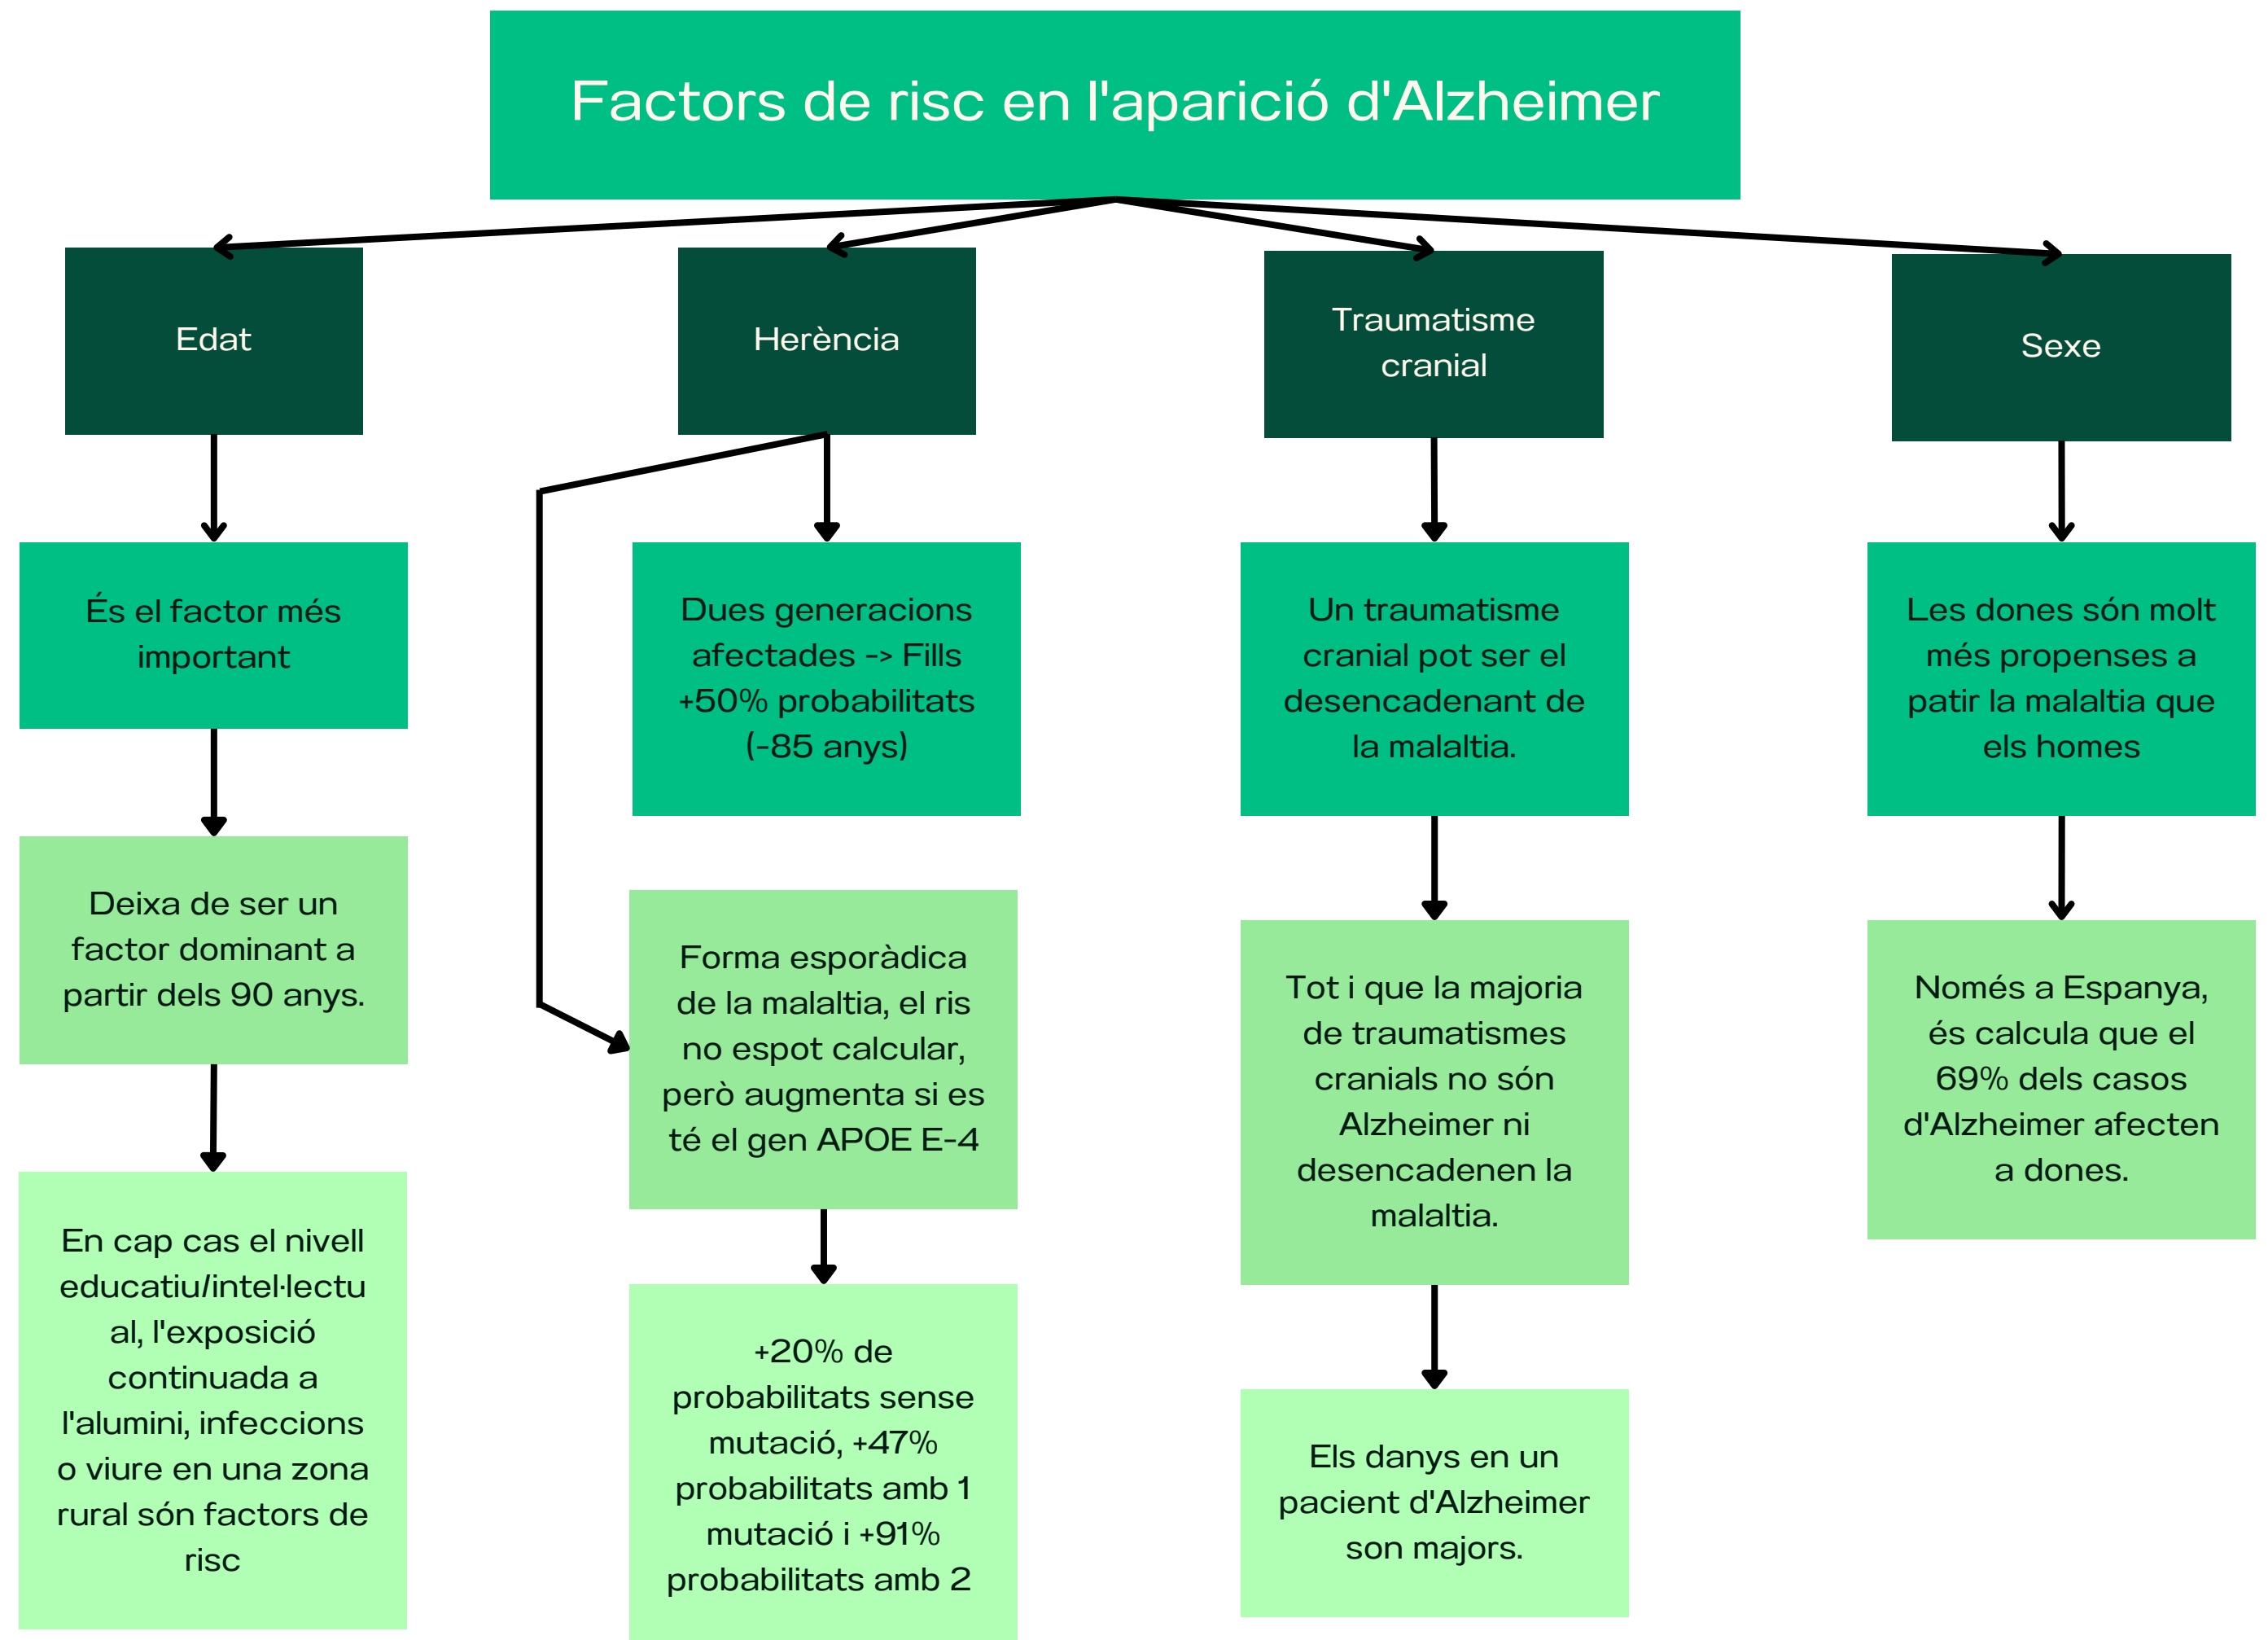 Factors de risc en l'aparició d'Alzheimer
Edat
Herència
Traumatisme
cranial
Sexe
És el factor més
important
Dues generacions
afectades -> Fills
+50% probabilitats
(-85 anys)
Un traumatisme
cranial pot ser el
desencadenant de
la malaltia.
Les dones són molt
més propenses a
patir la malaltia que
els homes
Deixa de ser un
factor dominant a
partir dels 90 anys.
Forma esporàdica
de la malaltia, el ris
no espot calcular,
però augmenta si es
té el gen APOE E-4
Tot i que la majoria
de traumatismes
cranials no són
Alzheimer ni
desencadenen la
malaltia.
Només a Espanya,
és calcula que el
69% dels casos
d'Alzheimer afecten
a dones.
En cap cas el nivell
educatiu/intel·lectu
al, l'exposició
continuada a
l'alumini, infeccions
o viure en una zona
rural són factors de
risc
+20% de
probabilitats sense
mutació, +47%
probabilitats amb 1
mutació i +91%
probabilitats amb 2
Els danys en un
pacient d'Alzheimer
son majors.